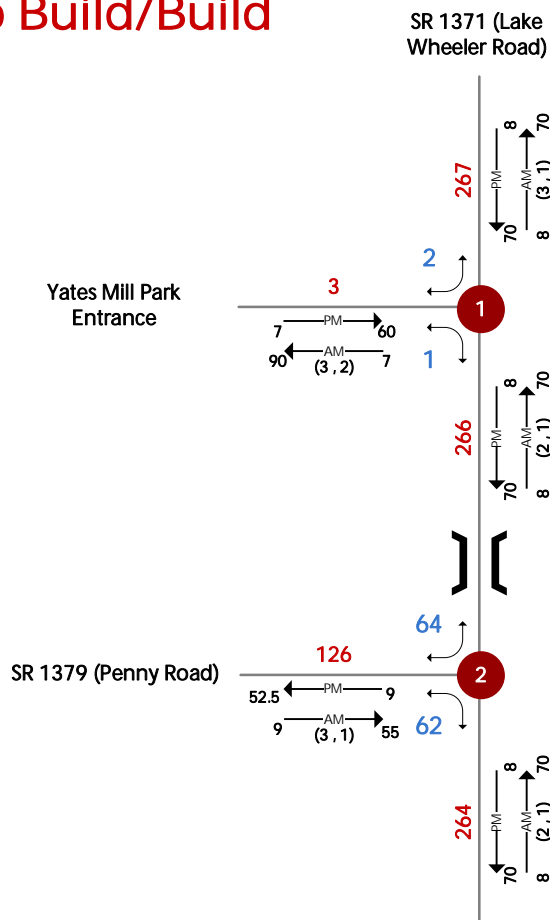 o Build/Build
SR 1371 (Lake
Wheeler Road)
267
8
PM
70
70
AM
(3 , 1)
8
2
3
Yates Mill Park
Entrance
1
7
PM
60
90
AM
7
(3 , 2)
1
266
8
PM
70
70
AM
(2 , 1)
8
64
126
SR 1379 (Penny Road)
2
52.5
PM
9
9
AM
55
(3 , 1)
62
264
8
PM
70
70
AM
(2 , 1)
8